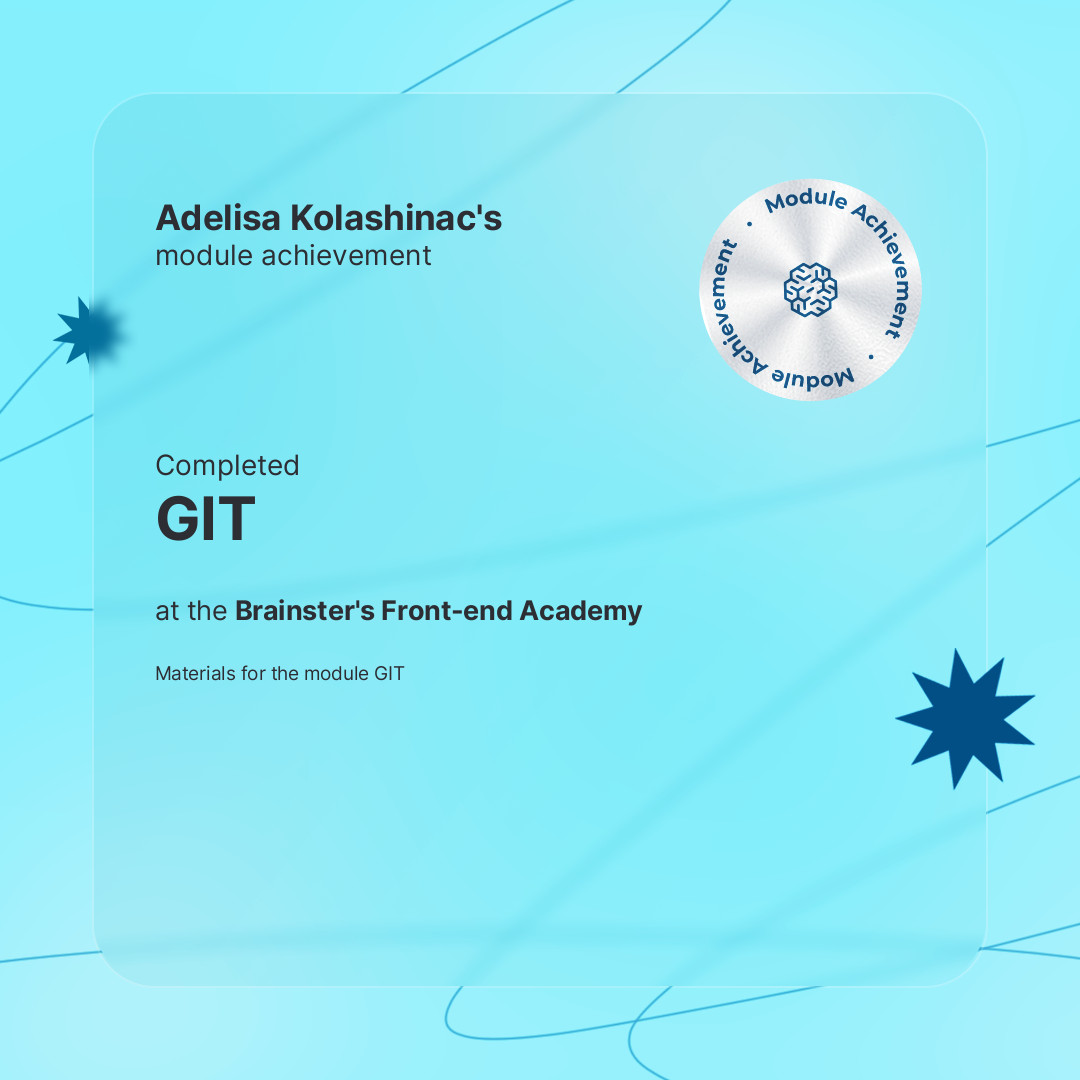 Adelisa Kolashinac's
module achievement
Module Achievement • Module Achievement •
Completed
GIT
at the Brainster's Front-end Academy
Materials for the module GIT